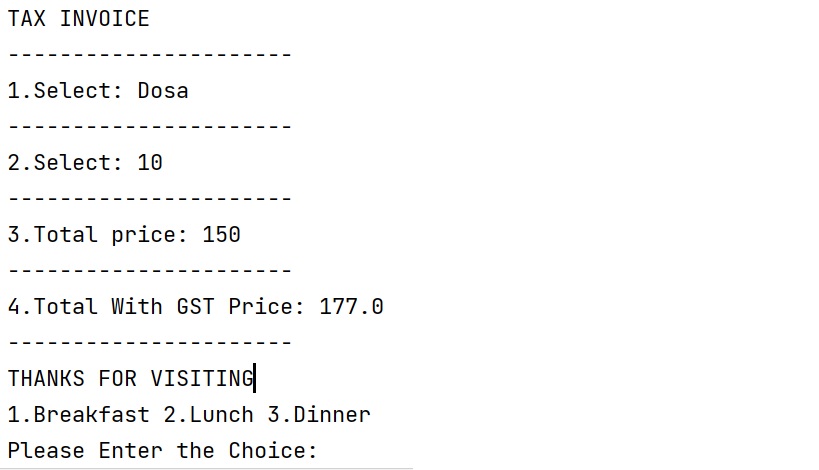 TAX INVOICE
----------------------
1.Select: Dosa
----------------------
2.Select: 10
----------------------
3.Total price: 150
----------------------
4.Total With GST Price: 177.0
----------------------
THANKS FOR VISITING
1.Breakfast 2.Lunch 3.Dinner
Please Enter the Choice: